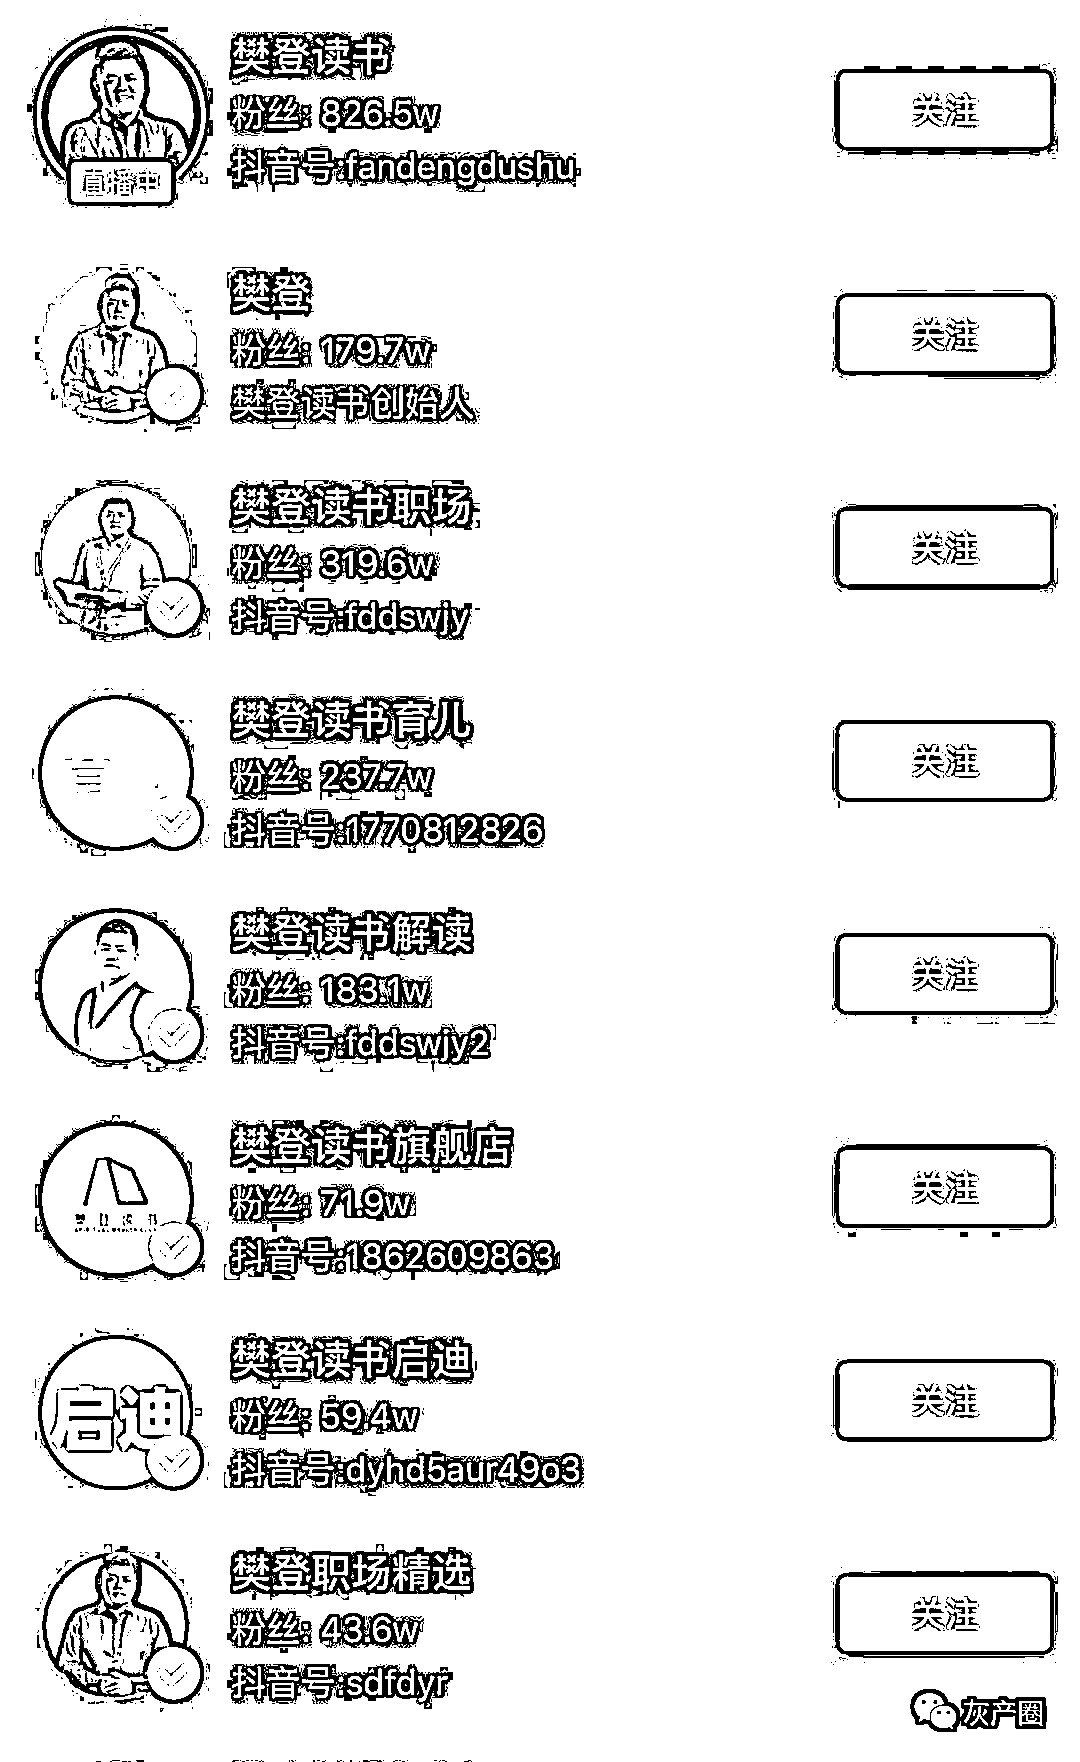 樊登读书
粉丝: 826.5w
关注
抖音号:fandengdushu
直播中
樊登
粉丝: 179.7w
关注
樊登读书创始人
樊登读书职场
粉丝: 319.6w
关注
抖音号:fddswjy
樊登读书育儿
粉丝: 237.7w
关注
抖音号:1770812826
樊登读书解读
粉丝: 183.1w
关注
抖音号:fddswjy2
樊登读书旗舰店
粉丝: 71.9w
关注
抖音号:1862609863
樊登读书启迪
粉丝: 59.4w
关注
启迪
抖音号:dyhd5aur49o3
樊登职场精选
粉丝: 43.6w
关注
抖音号:sdfdyr
灰产圈